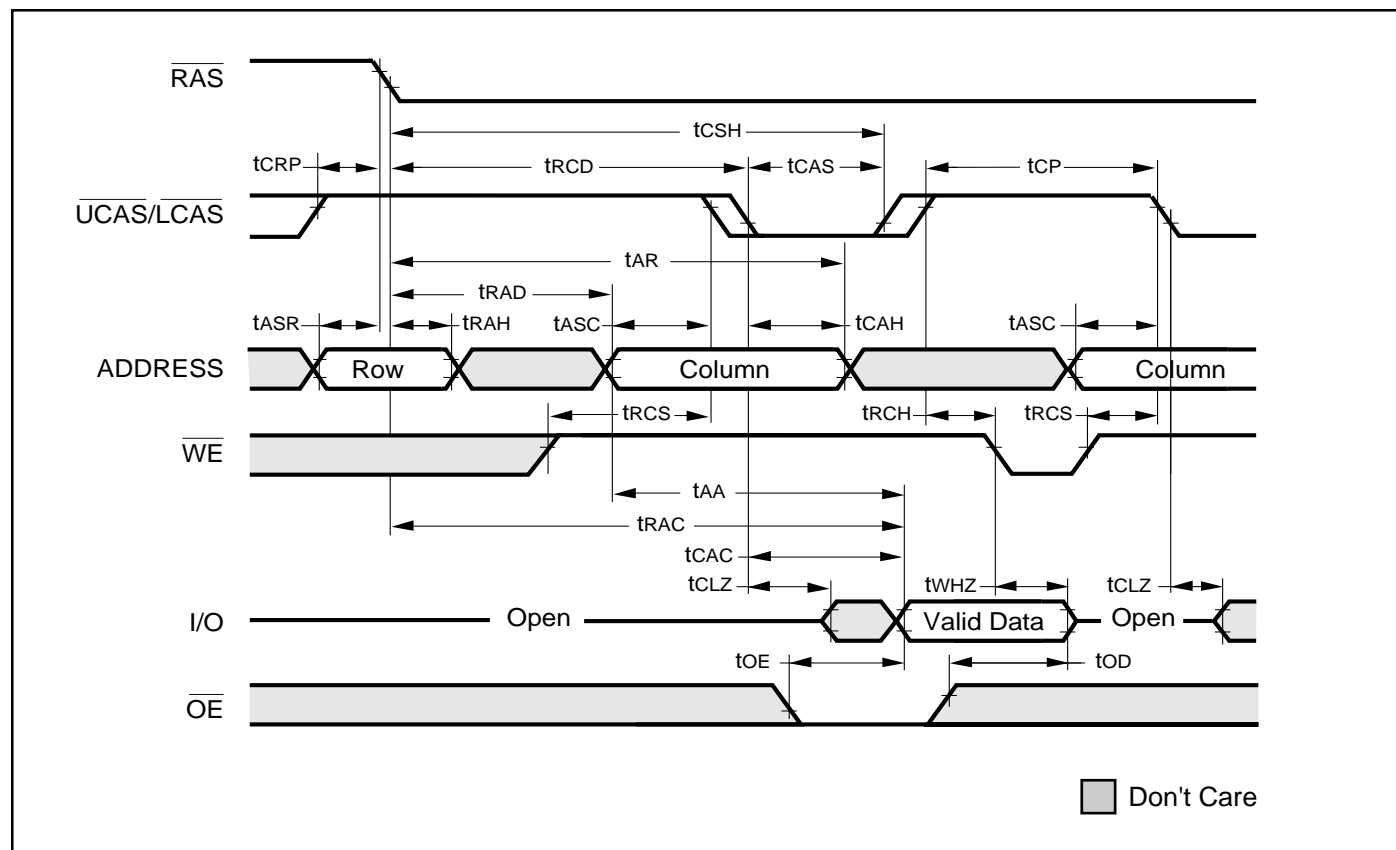 RAS
tCSH
tCRP
tRCD
tCAS
tCP
UCAS/LCAS
tAR
tRAD
tASR
tRAH
tASC
tCAH
tASC
ADDRESS
Row
Column
Column
tRCS
tRCH
tRCS
WE
tAA
tRAC
tCAC
tCLZ
tWHZ
tCLZ
I/O
Open
Valid Data
Open
tOE
tOD
OE
Don't Care